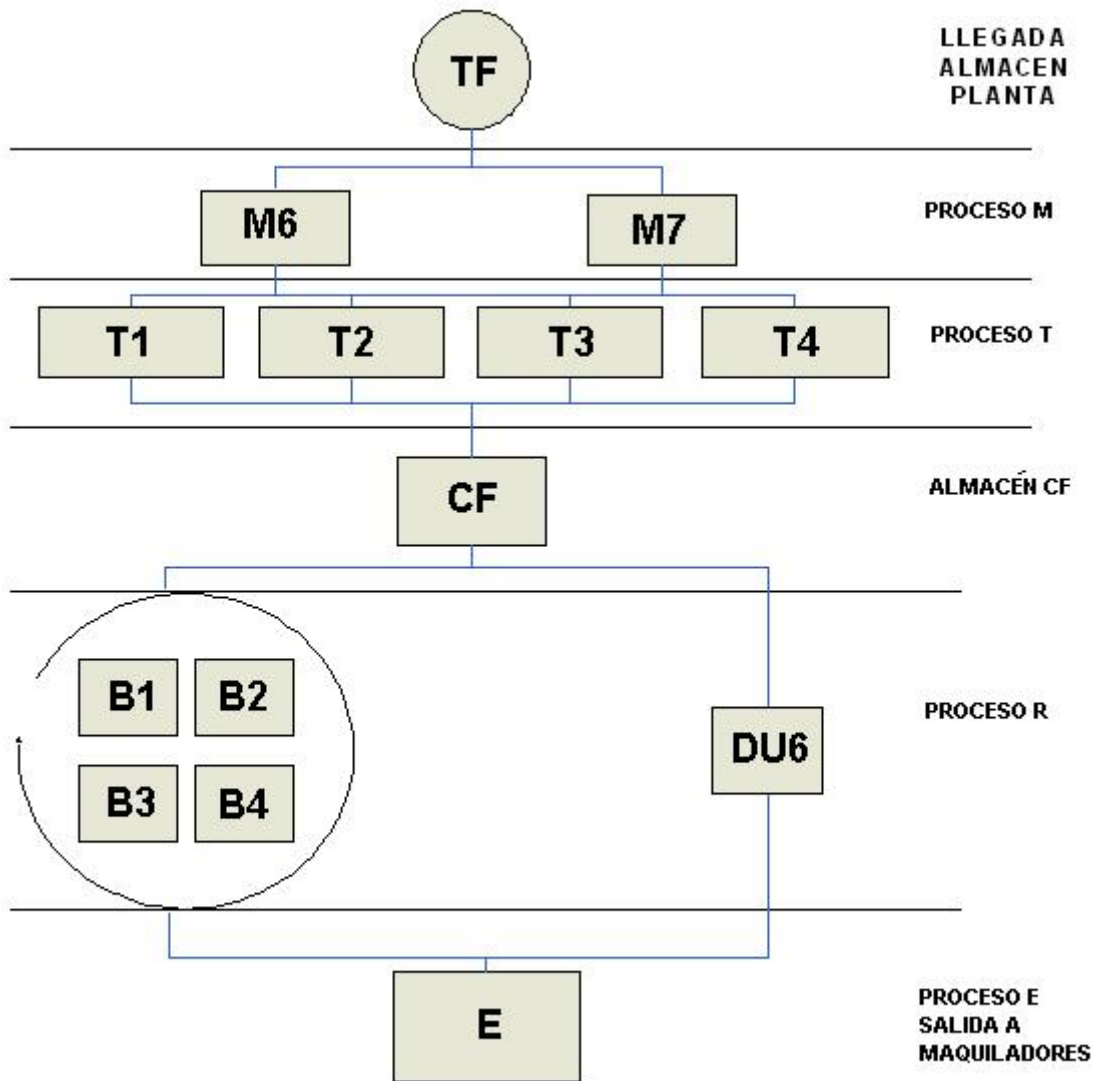 TF
LLEGADA
ALMACEN
PLANTA
M6
M7
PROCESO M
T1
T2
T3
T4
PROCESO T
CF
ALMACÉN CF
B1
B2
B3
B4
DU6
PROCESO R
E
PROCESO E
SALIDA A
MAQUILADORES